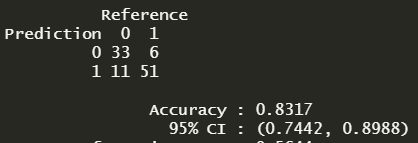 Reference
Prediction 0 1
0 33 6
1 11 51
Accuracy : 0.8317
95% CI : (0.7442, 0.8988)